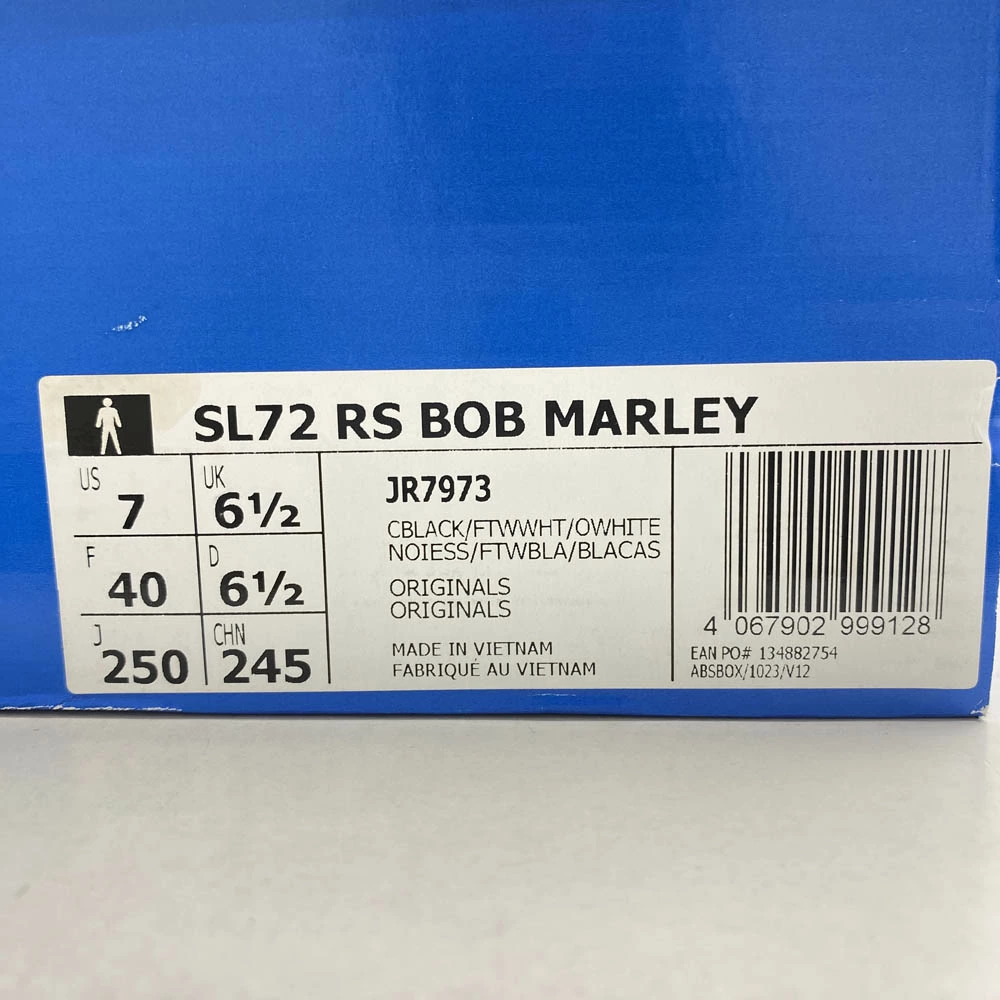 SL72 RS BOB MARLEY
US 7 UK 6½
F 40 D 6½
J 250 CHN 245
JR7973
CBLACK/FTWWHT/OWHITE
NOIESS/FTWBLA/BLACAS
ORIGINALS
ORIGINALS
MADE IN VIETNAM
FABRIQUÉ AU VIETNAM
4 067902 999128
EAN PO# 134882754
ABSBOX/1023/V12